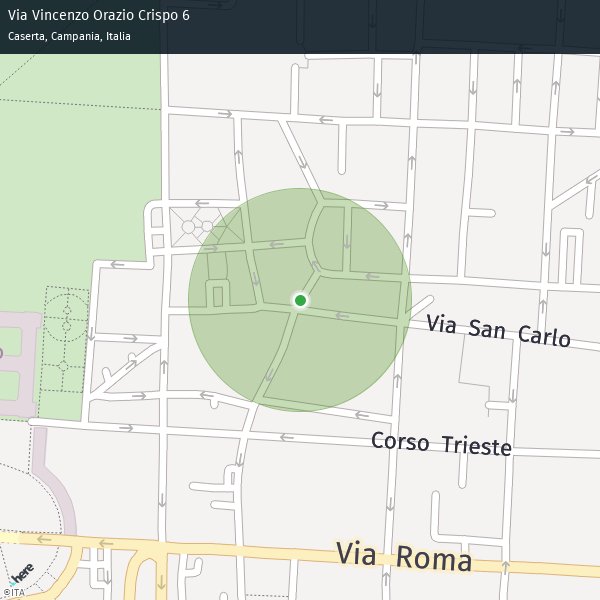 Via Vincenzo Orazio Crispo 6
Caserta, Campania, Italia
Via San Carlo
Corso Trieste
Via Roma
here
©ITA